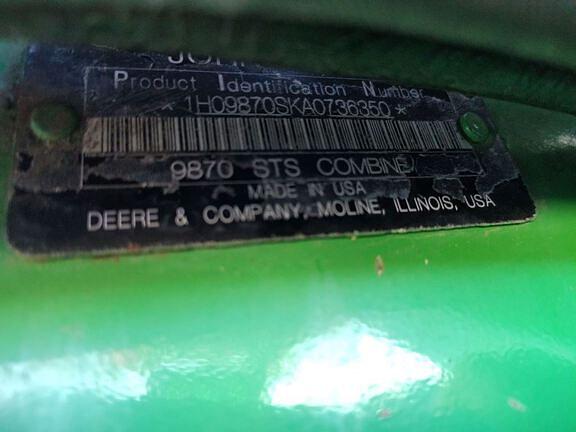 Product Identification Number
* 1H09870SKA0736350 *
9870 STS COMBINE
MADE IN USA
DEERE & COMPANY, MOLINE, ILLINOIS, USA